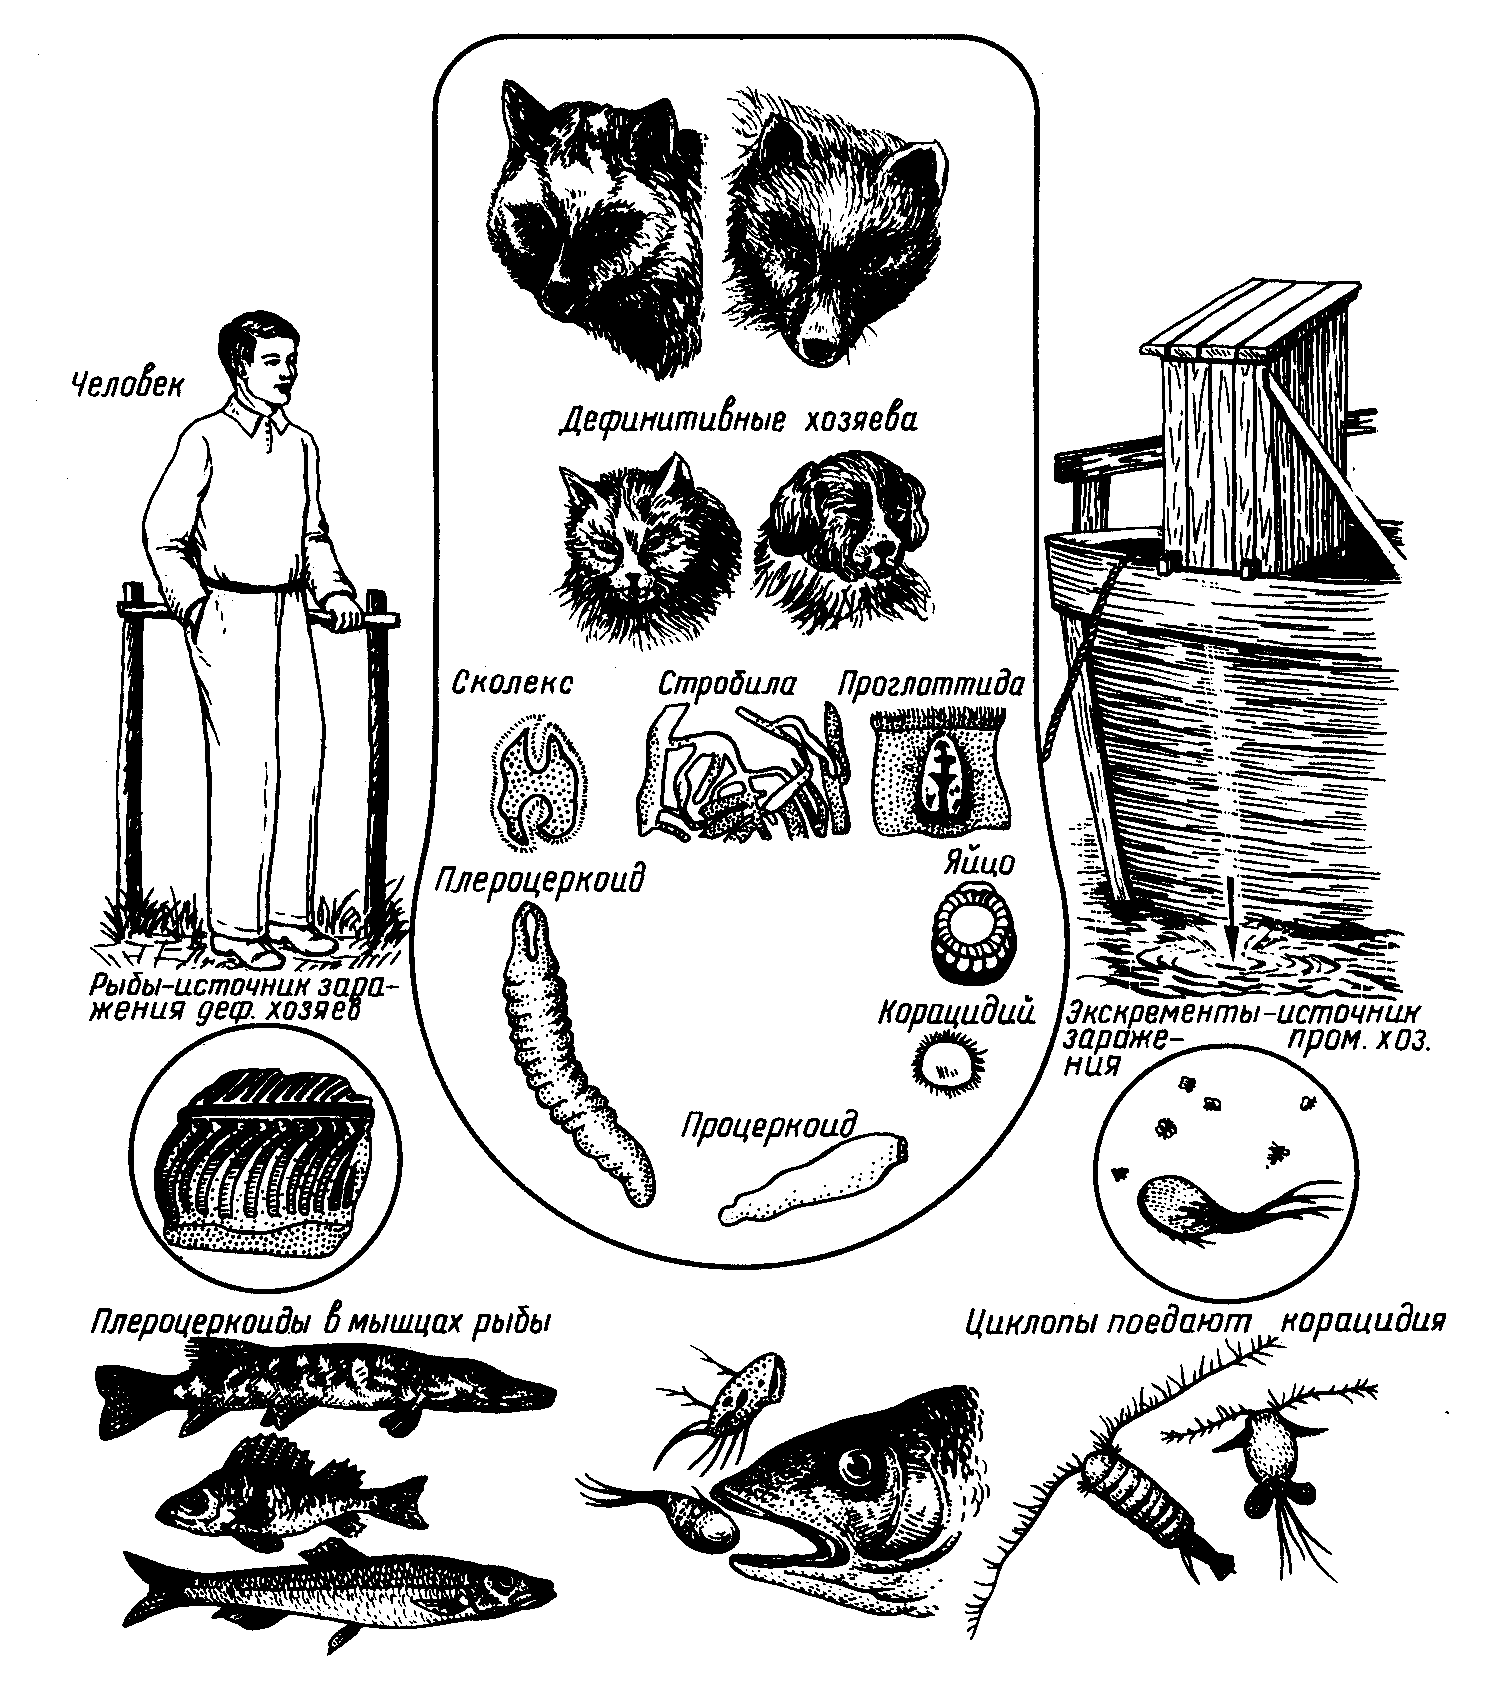 Человек
Дефинитивные хозяева
Сколекс
Стробила
Проглоттида
Плероцеркоид
Яйцо
Корацидий
Процеркоид
Рыбы-источник зара-
жения деф. хозяев
Экскременты-источник
зараже- пром. хоз.
ния
Плероцеркоиды в мышцах рыбы
Циклопы поедают корацидия